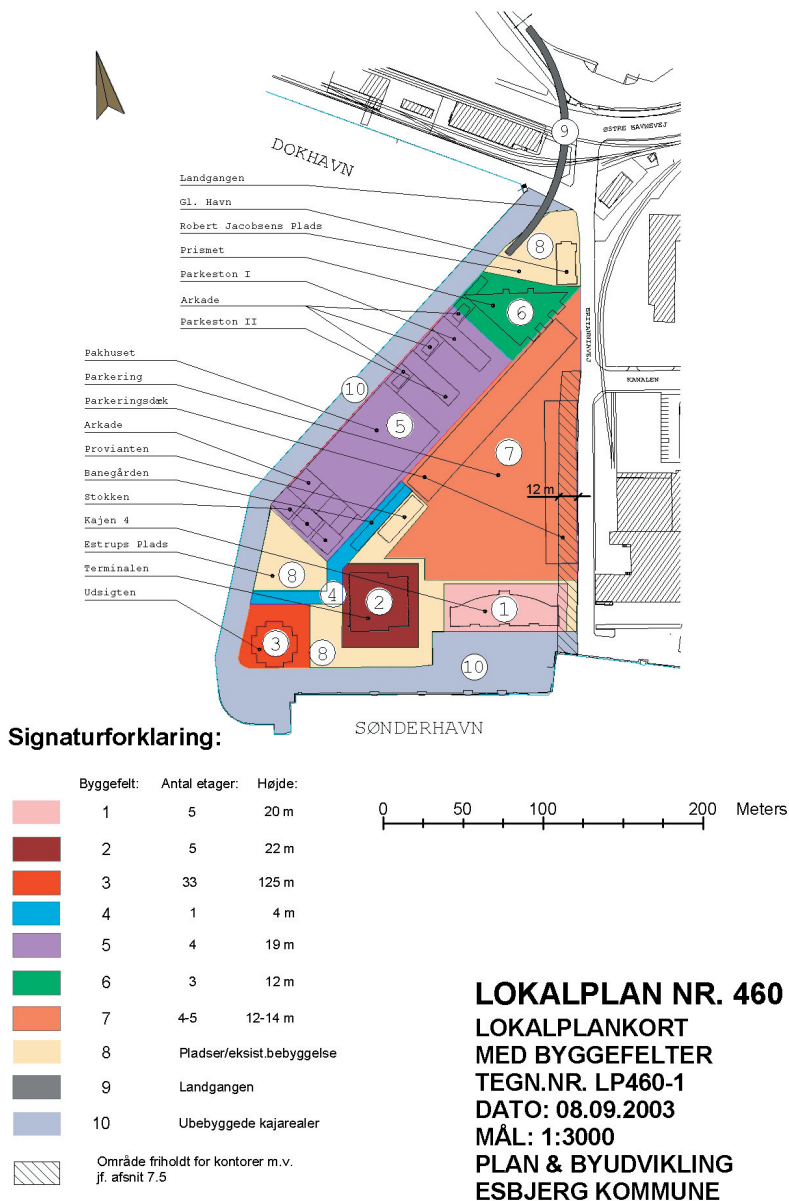 ØSTRE HAVNEVEJ
9
DOKHAVN
Landgangen
Gl. Havn
Robert Jacobsens Plads
8
Prismet
Parkeston I
6
Arkade
Parkeston II
BRITANNIAVEJ
Pakhuset
Parkering
KANALEN
10
Parkeringsdæk
Arkade
5
Provianten
7
Banegården
12 m
Stokken
Kajen 4
Estrups Plads
8
Terminalen
4
2
1
Udsigten
3
8
10
SØNDERHAVN
Signaturforklaring:
Byggefelt: Antal etager: Højde:
1 5 20 m
2 5 22 m
3 33 125 m
4 1 4 m
5 4 19 m
6 3 12 m
7 4-5 12-14 m
8 Pladser/eksist.bebyggelse
9 Landgangen
10 Ubebyggede kajarealer
Område friholdt for kontorer m.v.
jf. afsnit 7.5
0 50 100 200 Meters
LOKALPLAN NR. 460
LOKALPLANKORT
MED BYGGEFELTER
TEGN.NR. LP460-1
DATO: 08.09.2003
MÅL: 1:3000
PLAN & BYUDVIKLING
ESBJERG KOMMUNE